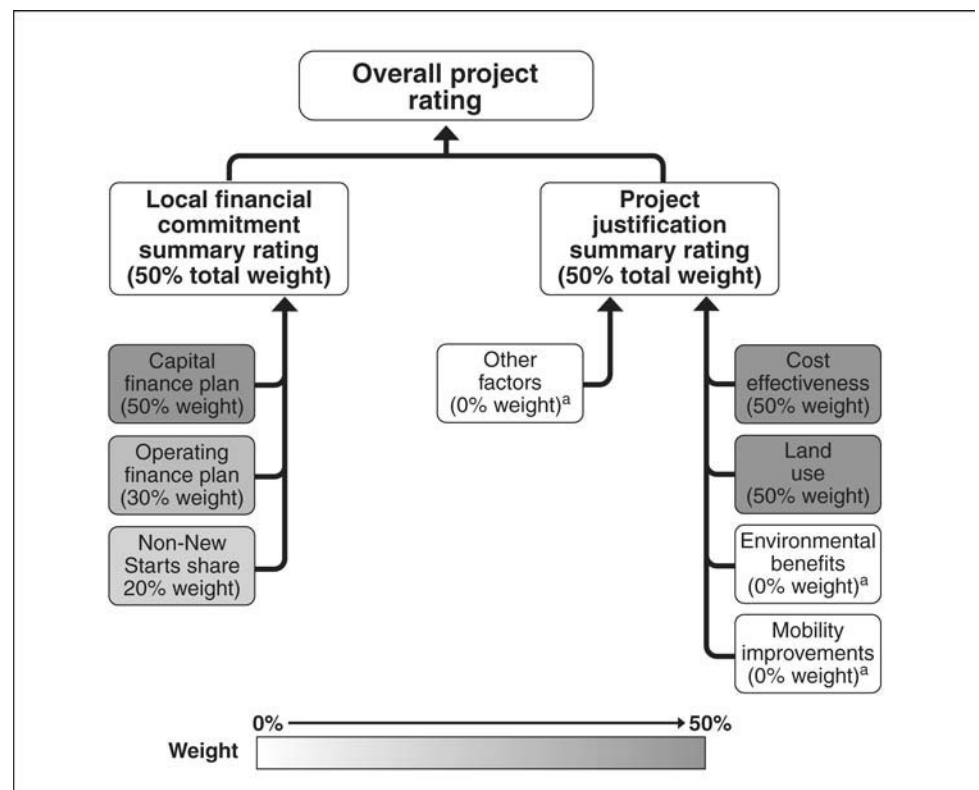 Overall project
rating
Local financial
commitment
summary rating
(50% total weight)
Project
justification
summary rating
(50% total weight)
Capital
finance plan
(50% weight)
Operating
finance plan
(30% weight)
Non-New
Starts share
20% weight)
Other
factors
(0% weight)a
Cost
effectiveness
(50% weight)
Land
use
(50% weight)
Environmental
benefits
(0% weight)a
Mobility
improvements
(0% weight)a
0% 50%
Weight